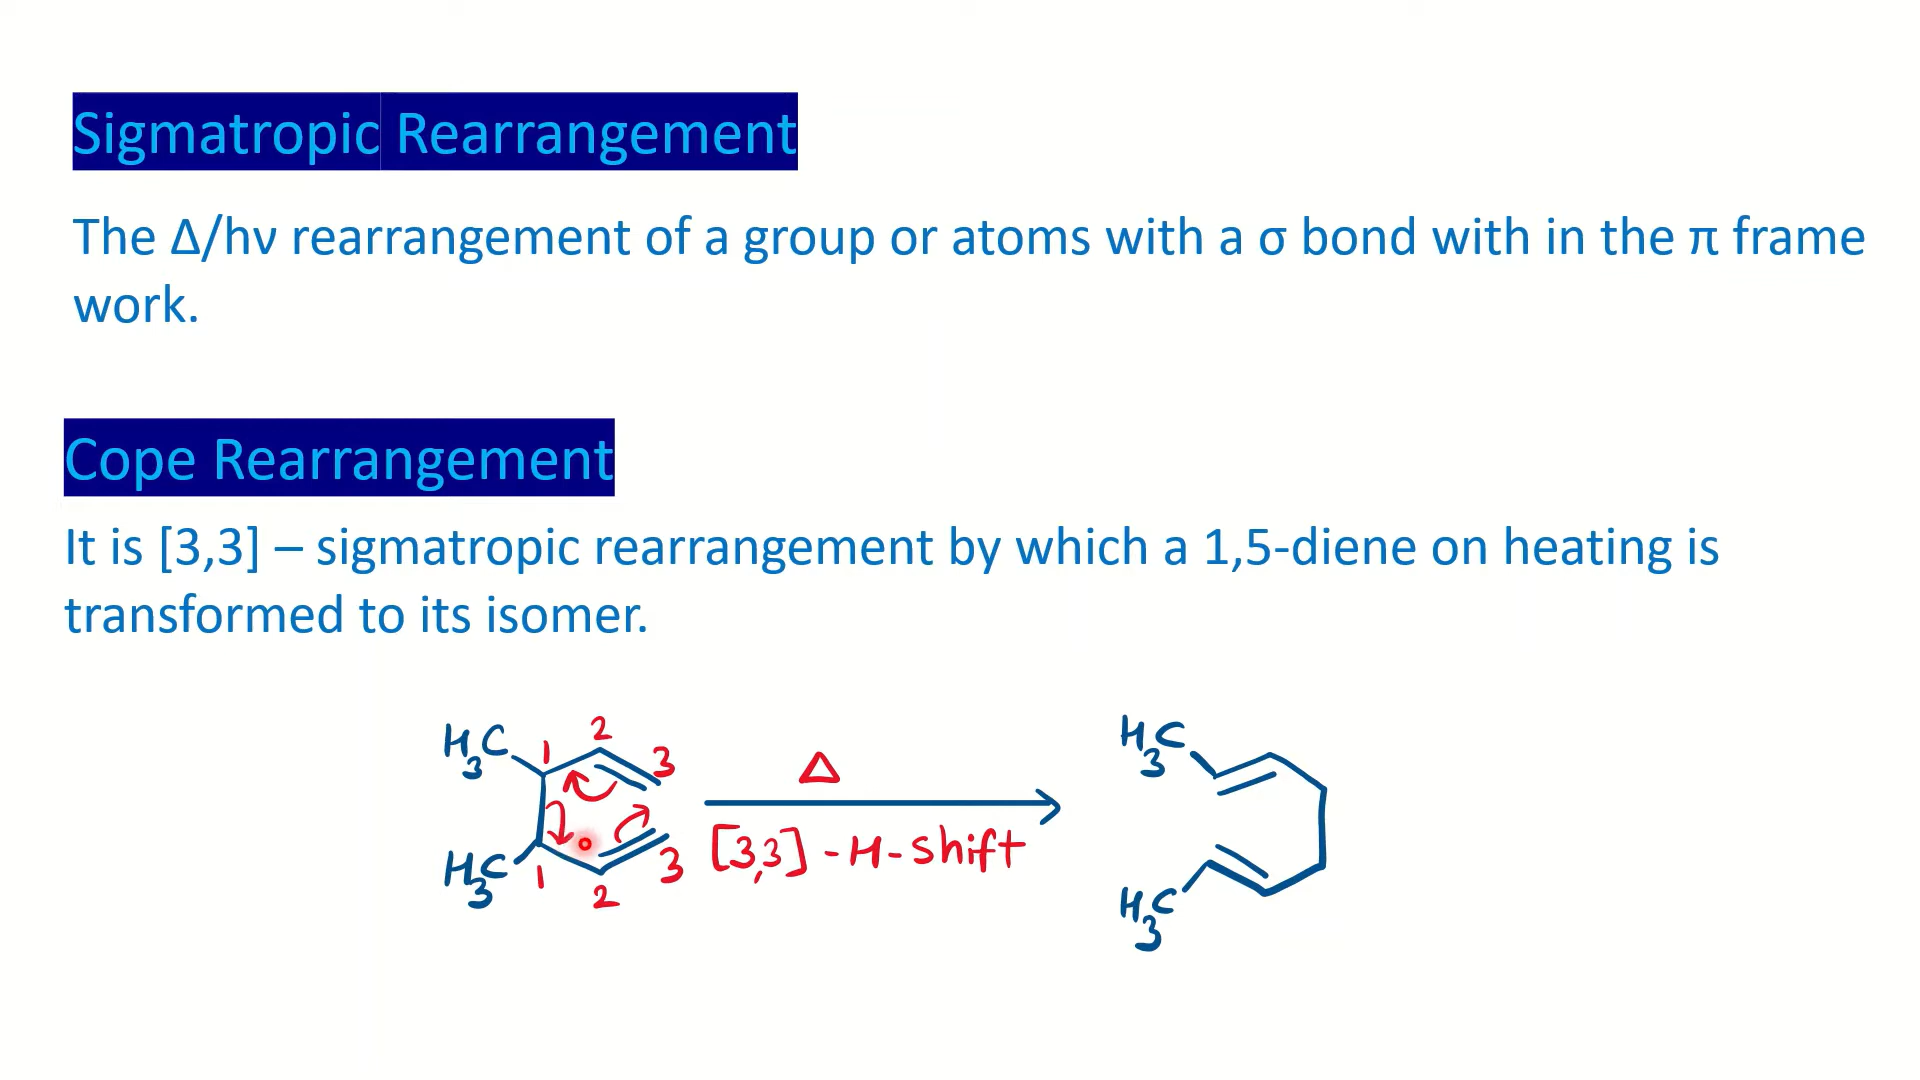 Sigmatropic Rearrangement
The Δ/hν rearrangement of a group or atoms with a σ bond with in the π frame
work.
Cope Rearrangement
It is [3,3] – sigmatropic rearrangement by which a 1,5-diene on heating is
transformed to its isomer.
H3C 1 2 3
Δ
H3C
[3,3] - H - shift
H3C 1 2 3
H3C